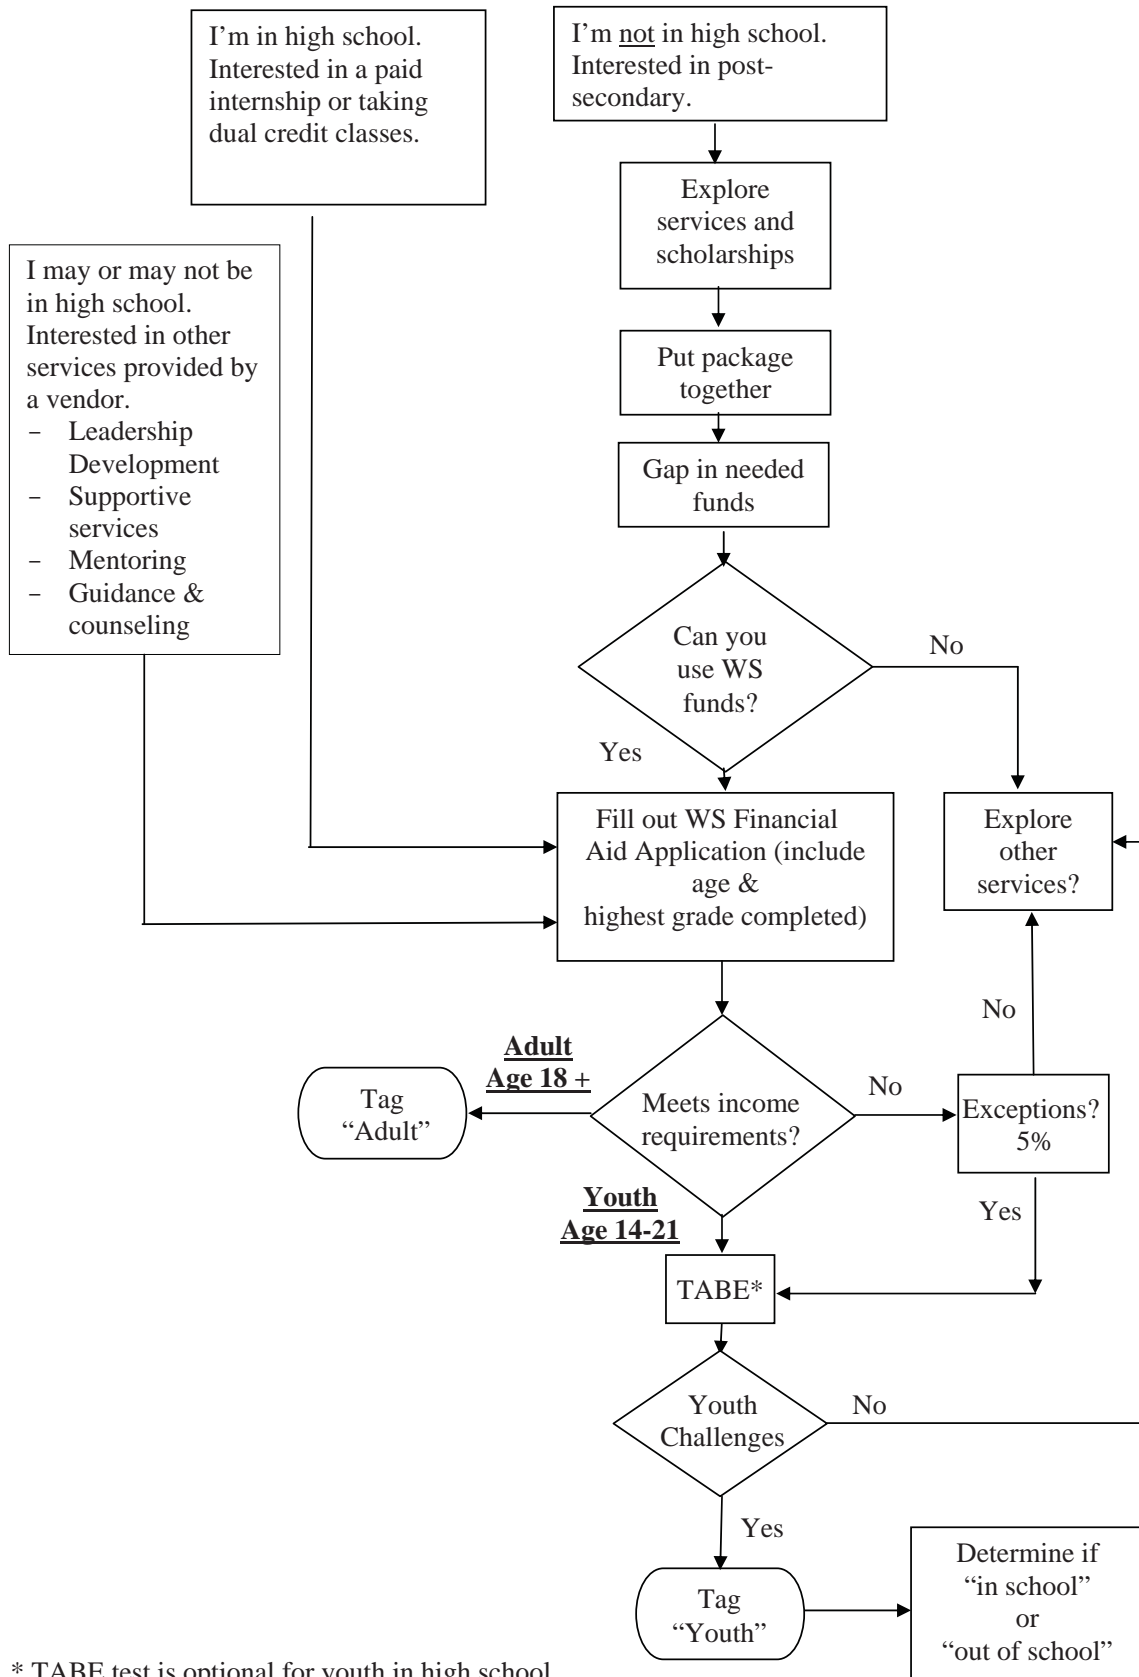 I'm in high school.
Interested in a paid
internship or taking
dual credit classes.
I'm not in high school.
Interested in post-
secondary.
Explore
services and
scholarships
I may or may not be
in high school.
Interested in other
services provided by
a vendor.
- Leadership
Development
- Supportive
services
- Mentoring
- Guidance &
counseling
Put package
together
Gap in needed
funds
Can you
use WS
funds?
No
Yes
Fill out WS Financial
Aid Application (include
age &
highest grade completed)
Explore
other
services?
No
Adult
Age 18 +
Tag
“Adult”
Meets income
requirements?
No
Exceptions?
5%
Youth
Age 14-21
Yes
TABE*
Youth
Challenges
No
Yes
Tag
“Youth”
Determine if
“in school”
or
“out of school”
* TABE test is optional for youth in high school